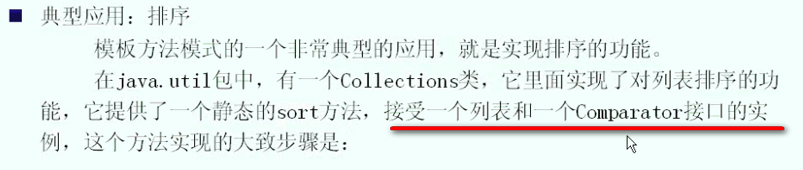 ■ 典型应用：排序
模板方法模式的一个非常典型的应用，就是实现排序的功能。
在java.util包中，有一个Collections类，它里面实现了对列表排序的功
能，它提供了一个静态的sort方法，接受一个列表和一个Comparator接口的实
例，这个方法实现的大致步骤是：